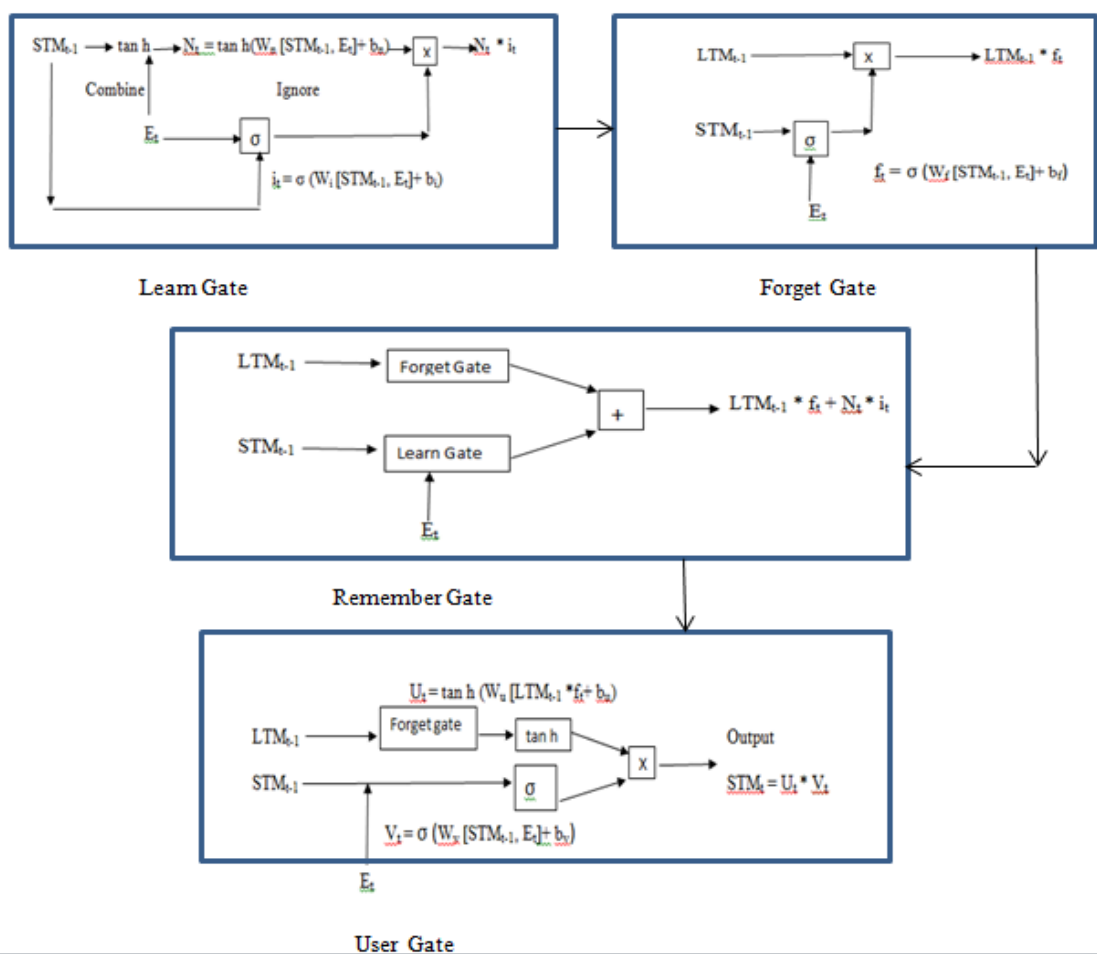 STMₜ₋₁ tan h Nₜ = tan h(Wₙ [STMₜ₋₁, Eₜ]+ bₙ) x Nₜ * iₜ
Combine Ignore
Eₜ σ
iₜ = σ (Wᵢ [STMₜ₋₁, Eₜ]+ bᵢ)
Learn Gate
LTMₜ₋₁ x LTMₜ₋₁ * fₜ
STMₜ₋₁ σ
fₜ = σ (W_f [STMₜ₋₁, Eₜ]+ b_f)
Eₜ
Forget Gate
LTMₜ₋₁ Forget Gate
+ LTMₜ₋₁ * fₜ + Nₜ * iₜ
STMₜ₋₁ Learn Gate
Eₜ
Remember Gate
Uₜ = tan h (Wᵤ [LTMₜ₋₁ *fₜ+ bᵤ)
LTMₜ₋₁ Forget gate tan h Output
X
STMₜ₋₁ σ STMₜ = Uₜ * Vₜ
Vₜ = σ (Wᵥ [STMₜ₋₁, Eₜ]+ bᵥ)
Eₜ
User Gate